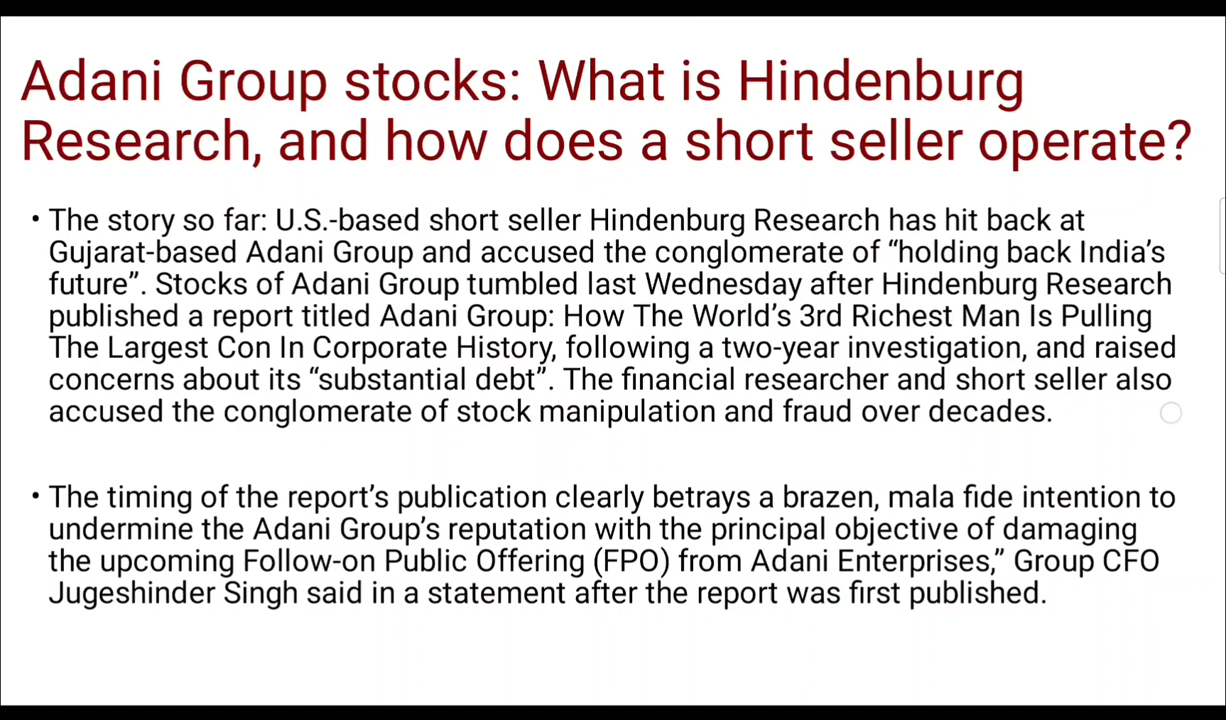 Adani Group stocks: What is Hindenburg
Research, and how does a short seller operate?
• The story so far: U.S.-based short seller Hindenburg Research has hit back at
Gujarat-based Adani Group and accused the conglomerate of “holding back India’s
future”. Stocks of Adani Group tumbled last Wednesday after Hindenburg Research
published a report titled Adani Group: How The World’s 3rd Richest Man Is Pulling
The Largest Con In Corporate History, following a two-year investigation, and raised
concerns about its “substantial debt”. The financial researcher and short seller also
accused the conglomerate of stock manipulation and fraud over decades.
• The timing of the report’s publication clearly betrays a brazen, mala fide intention to
undermine the Adani Group’s reputation with the principal objective of damaging
the upcoming Follow-on Public Offering (FPO) from Adani Enterprises,” Group CFO
Jugeshinder Singh said in a statement after the report was first published.